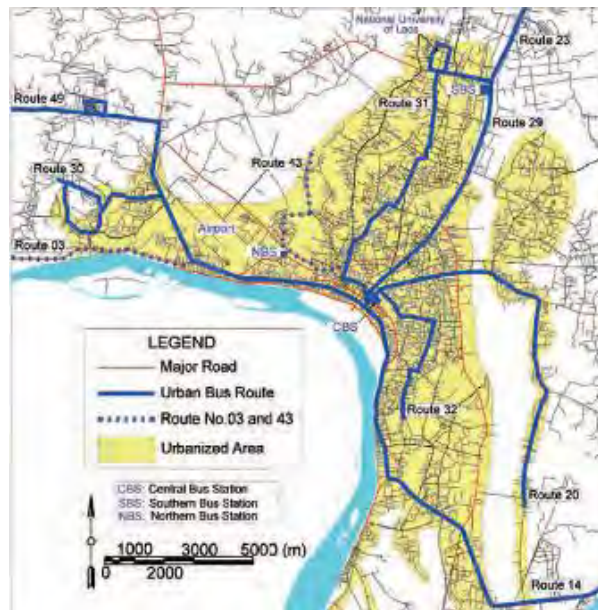 National University
of Laos
Route 23
SBS
Route 49
Route 31
Route 29
Route 43
Route 30
Airport
Route 03
NBS
CBS
LEGEND
Major Road
Urban Bus Route
Route No.03 and 43
Urbanized Area
Route 32
CBS: Central Bus Station
SBS: Southern Bus Station
NBS: Northern Bus Station
Route 20
1000 3000 5000 (m)
0 2000
Route 14